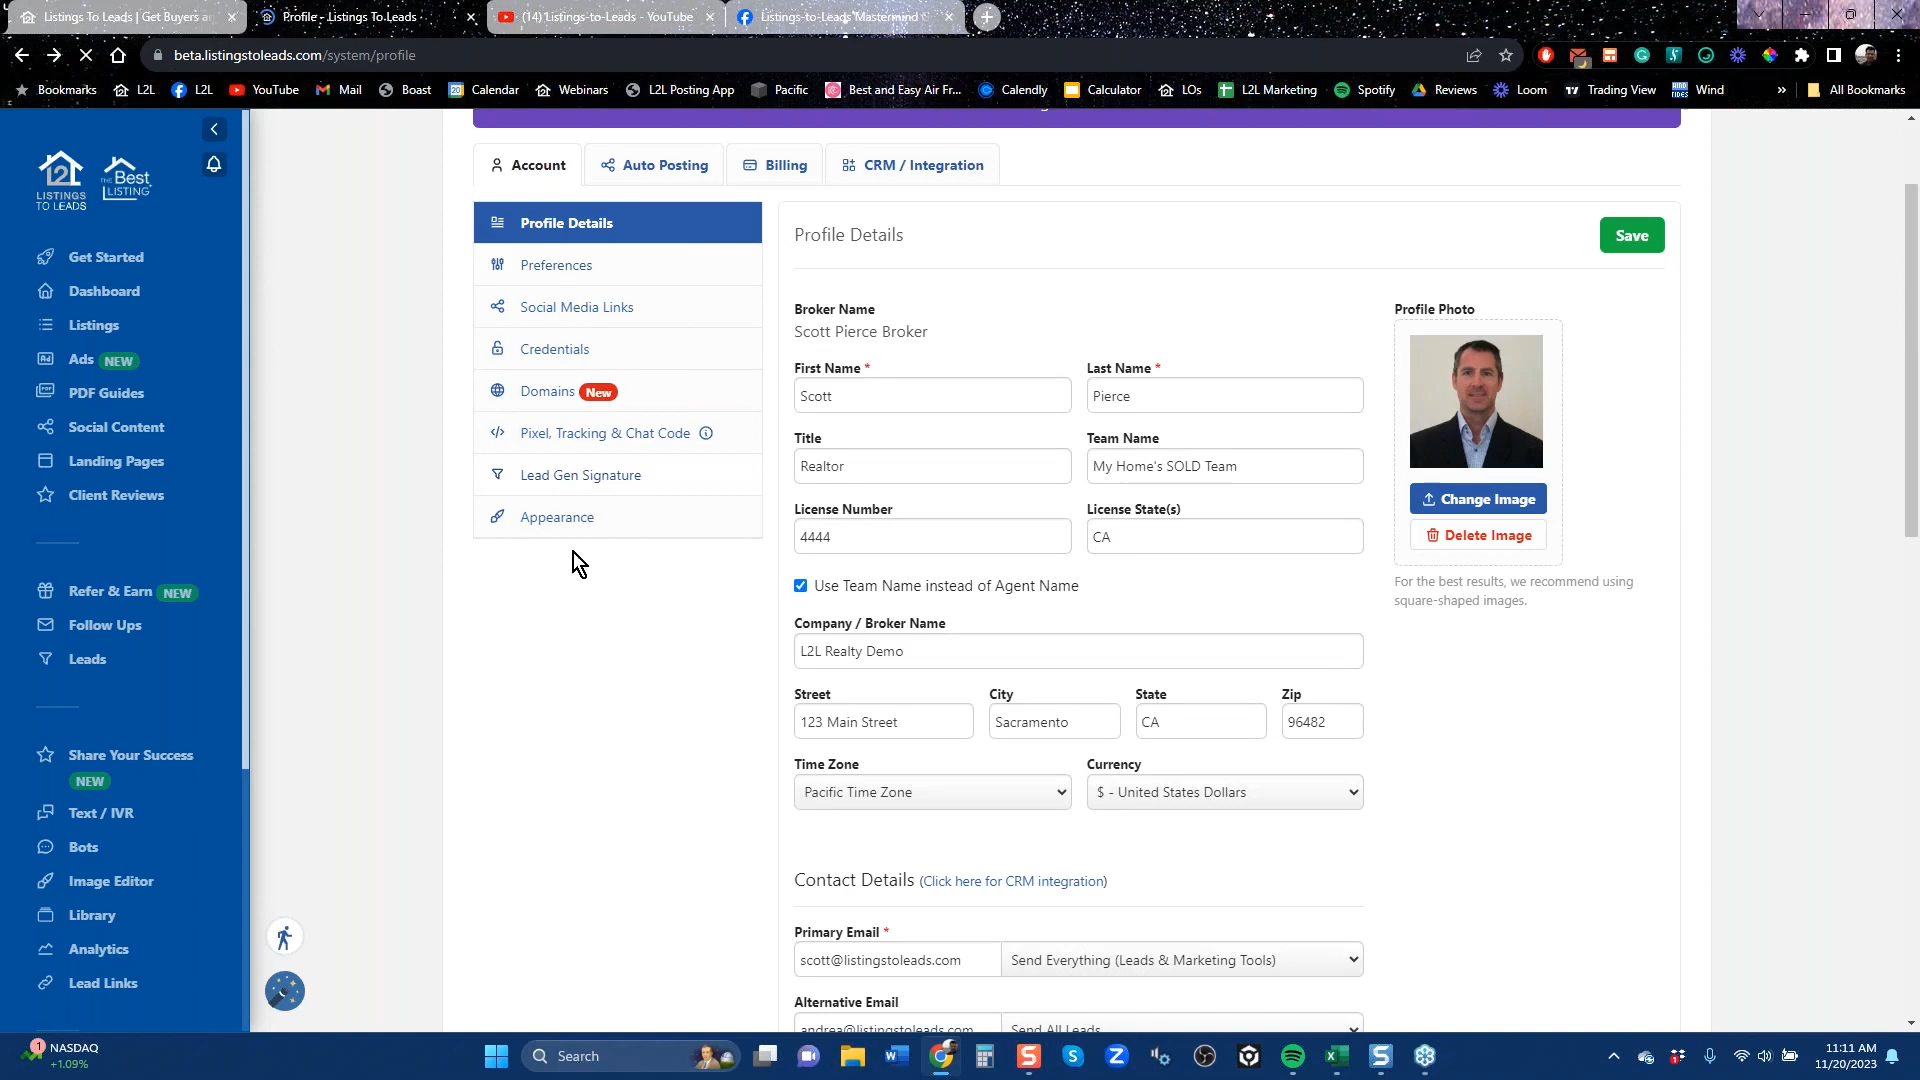 Listings To Leads | Get Buyers an
Profile - Listings To Leads
(14) Listings-to-Leads - YouTube
Listings-to-Leads Mastermind
beta.listingstoleads.com/system/profile
Bookmarks
L2L
L2L
YouTube
Mail
Boast
Calendar
Webinars
L2L Posting App
Pacific
Best and Easy Air Fr...
Calendly
Calculator
LOs
L2L Marketing
Spotify
Reviews
Loom
Trading View
Wind
»
All Bookmarks
L2L
LISTINGS
TO LEADS
THE Best
LISTING
Get Started
Dashboard
Listings
Ads NEW
PDF Guides
Social Content
Landing Pages
Client Reviews
Refer & Earn NEW
Follow Ups
Leads
Share Your Success
NEW
Text / IVR
Bots
Image Editor
Library
Analytics
Lead Links
Account
Auto Posting
Billing
CRM / Integration
Profile Details
Preferences
Social Media Links
Credentials
Domains New
Pixel, Tracking & Chat Code
Lead Gen Signature
Appearance
Profile Details
Save
Broker Name
Scott Pierce Broker
First Name *
Last Name *
Scott
Pierce
Title
Team Name
Realtor
My Home's SOLD Team
License Number
License State(s)
4444
CA
Use Team Name instead of Agent Name
Company / Broker Name
L2L Realty Demo
Street
City
State
Zip
123 Main Street
Sacramento
CA
96482
Time Zone
Currency
Pacific Time Zone
$ - United States Dollars
Contact Details (Click here for CRM integration)
Primary Email *
scott@listingstoleads.com
Send Everything (Leads & Marketing Tools)
Alternative Email
andrea@listingstoleads.com
Send All Leads
Profile Photo
Change Image
Delete Image
For the best results, we recommend using
square-shaped images.
1
NASDAQ
+1.09%
Search
11:11 AM
11/20/2023